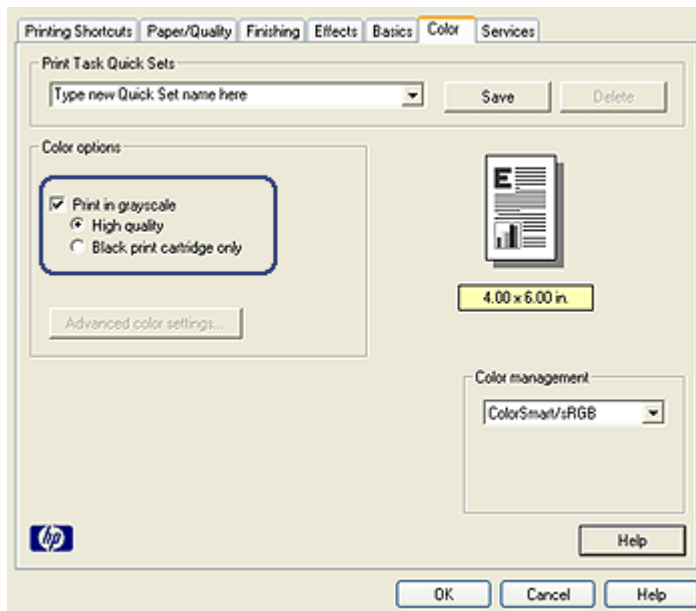 Printing Shortcuts Paper/Quality Finishing Effects Basics Color Services
Print Task Quick Sets
Type new Quick Set name here Save Delete
Color options
Print in grayscale
High quality
Black print cartridge only
E
4.00 x 6.00 in.
Advanced color settings...
Color management
ColorSmart/sRGB
hp
Help
OK Cancel Help